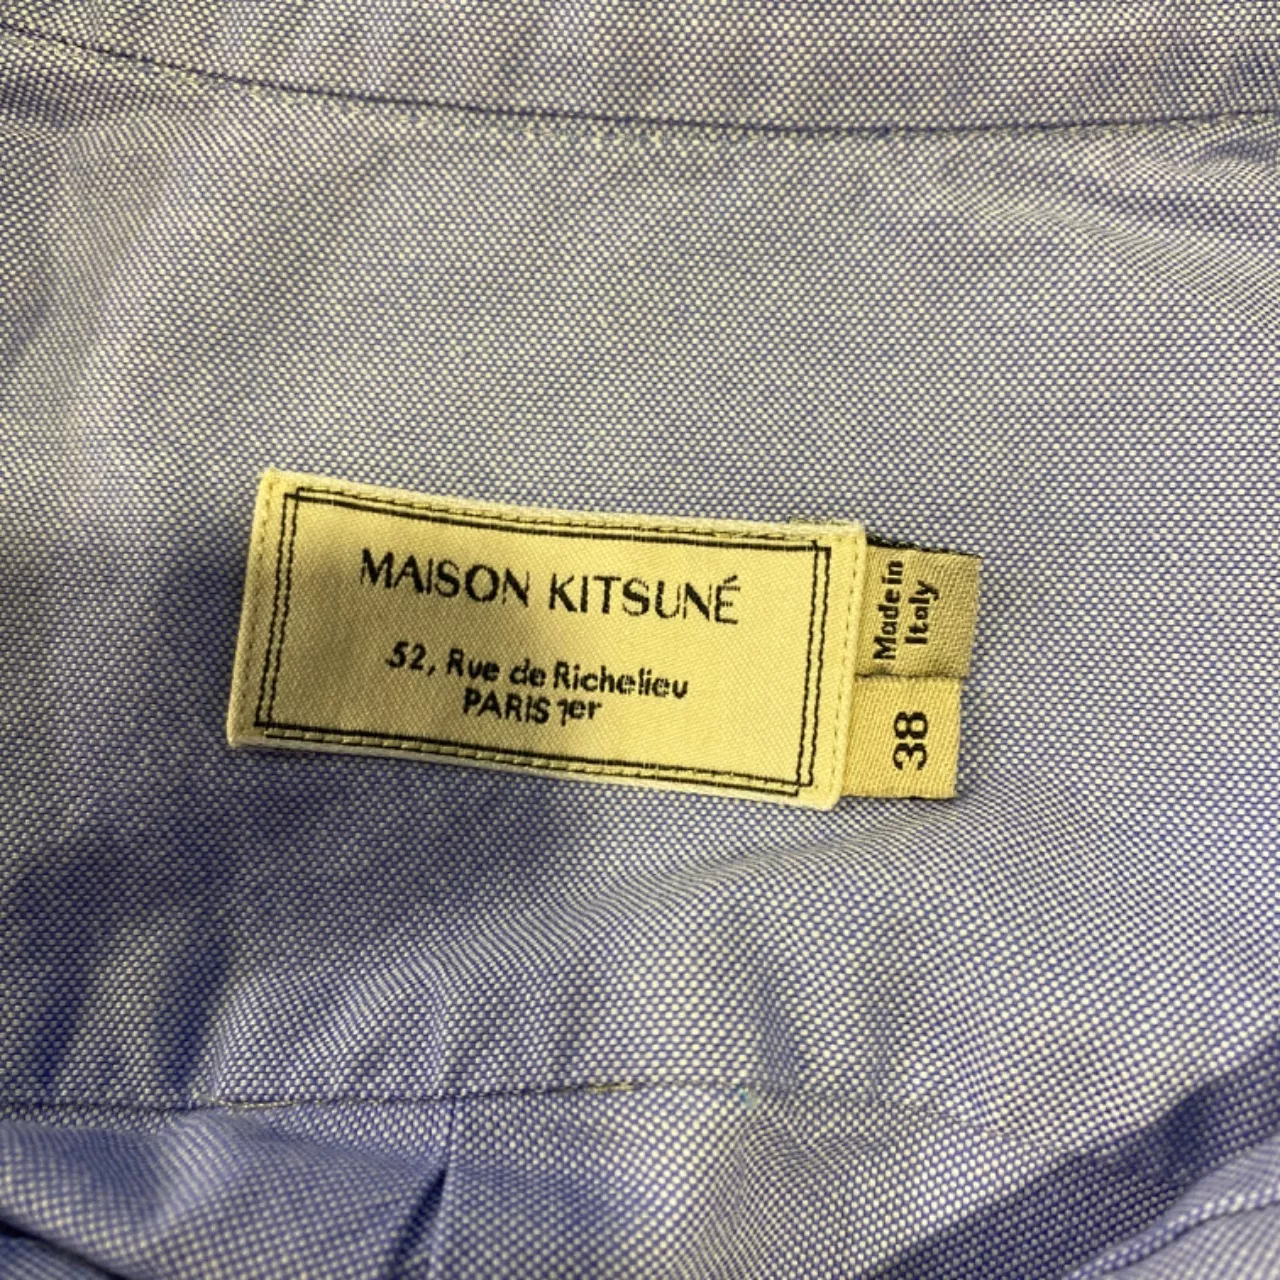 MAISON KITSUNÉ
52, Rue de Richelieu
PARIS 1er
Made in
Italy
38